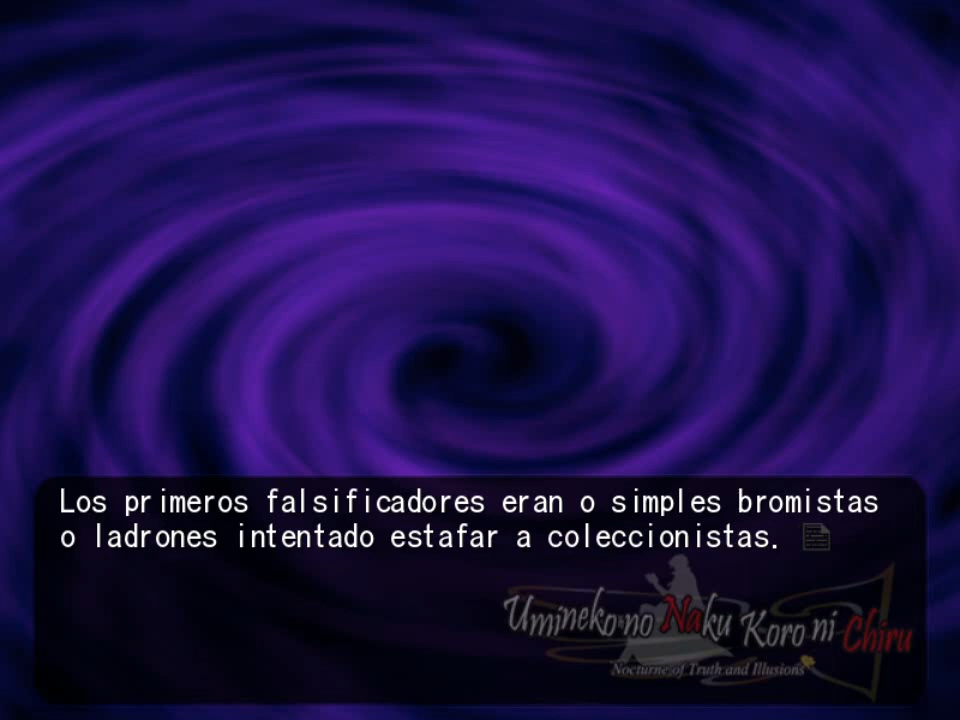 Los primeros falsificadores eran o simples bromistas
o ladrones intentado estafar a coleccionistas.
Umineko no Naku Koro ni Chiru
Nocturne of Truth and Illusions